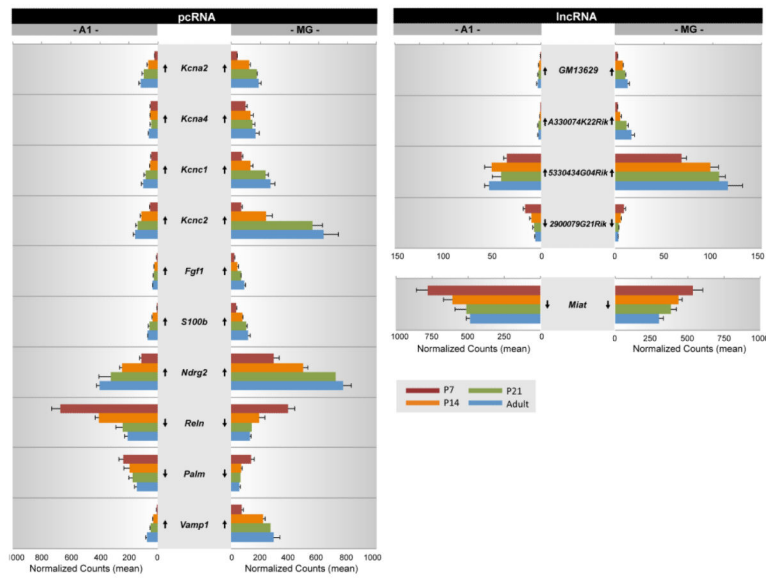 pcRNA
- A1 -
- MG -
Kcna2
Kcna4
Kcnc1
Kcnc2
Fgf1
S100b
Ndrg2
Reln
Palm
Vamp1
1000 800 600 400 200 0
0 200 400 600 800 1000
Normalized Counts (mean)
Normalized Counts (mean)
lncRNA
- A1 -
- MG -
GM13629
A330074K22Rik
5330434G04Rik
2900079G21Rik
150 100 50 0
0 50 100 150
Miat
1000 750 500 250 0
0 250 500 750 1000
Normalized Counts (mean)
Normalized Counts (mean)
P7
P21
P14
Adult